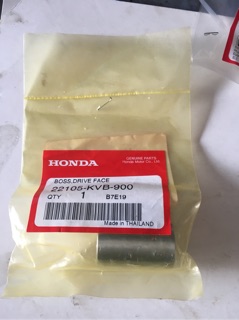 HONDA
GENUINE PARTS
Honda Motor Co., Ltd.
BOSS,DRIVE FACE
22105-KVB-900
QTY 1 B7E19
Made in THAILAND